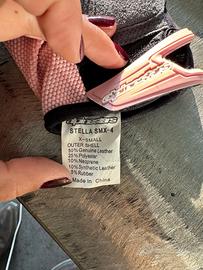 alpinestars
STELLA SMX-4
X-SMALL
OUTER SHELL
50% Genuine Leather
25% Polyester
10% Neoprene
10% Synthetic Leather
5% Rubber
Made in China